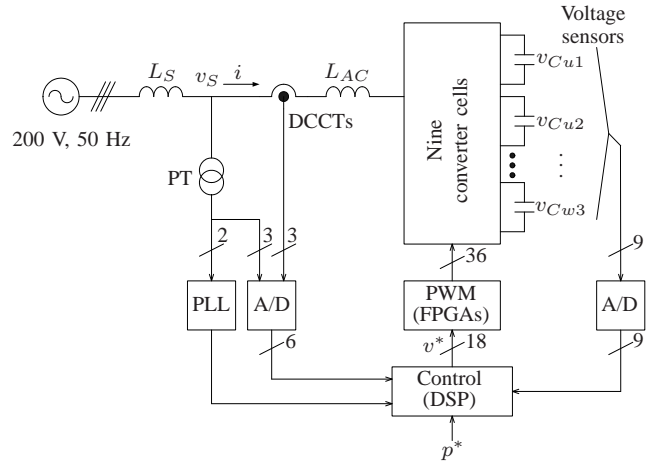 Voltage
sensors
L_S
v_S
i
L_AC
DCCTs
200 V, 50 Hz
PT
Nine
converter cells
v_Cu1
v_Cu2
v_Cw3
2
3
3
36
9
PLL
A/D
PWM
(FPGAs)
A/D
6
v*
18
9
Control
(DSP)
p*